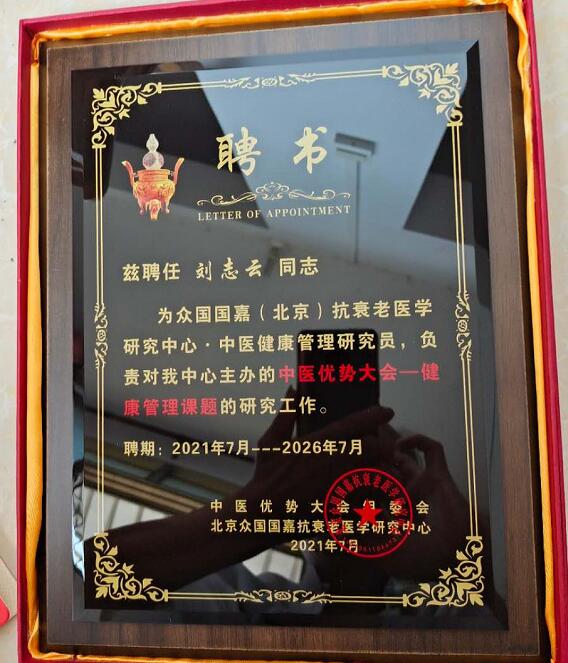 聘书
LETTER OF APPOINTMENT
兹聘任 刘志云 同志
为众国国嘉（北京）抗衰老医学
研究中心·中医健康管理研究员，负
责对我中心主办的中医优势大会—健
康管理课题的研究工作。
聘期：2021年7月---2026年7月
中医优势大会组委会
北京众国国嘉抗衰老医学研究中心
2021年7月